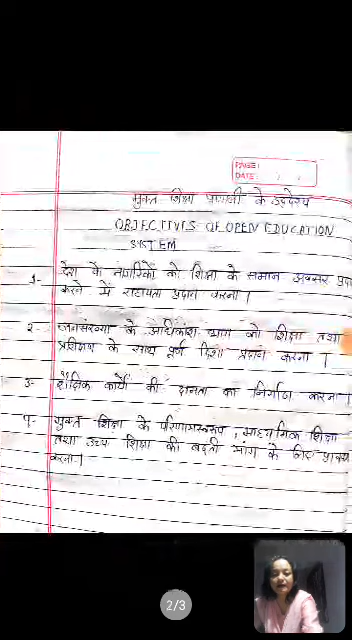 PAGE:
DATE: / /
मुक्त शिक्षा प्रणाली के उद्देश्य
OBJECTIVES OF OPEN EDUCATION
SYSTEM
1- देश के नागरिकों को शिक्षा के समान अवसर प्रदा
करने में सहायता प्रदान करना।
2- जनसंख्या के अधिकांश भाग को शिक्षा तथा
प्रशिक्षण के साथ पूर्ण दिशा प्रदान करना।
3- शैक्षिक कार्यों की क्षमता का निर्माण करना।
4- मुक्त शिक्षा के परिणामस्वरूप, माध्यमिक शिक्षा
तथा उच्च शिक्षा की बढ़ती मांग के लिए
करना।
2/3